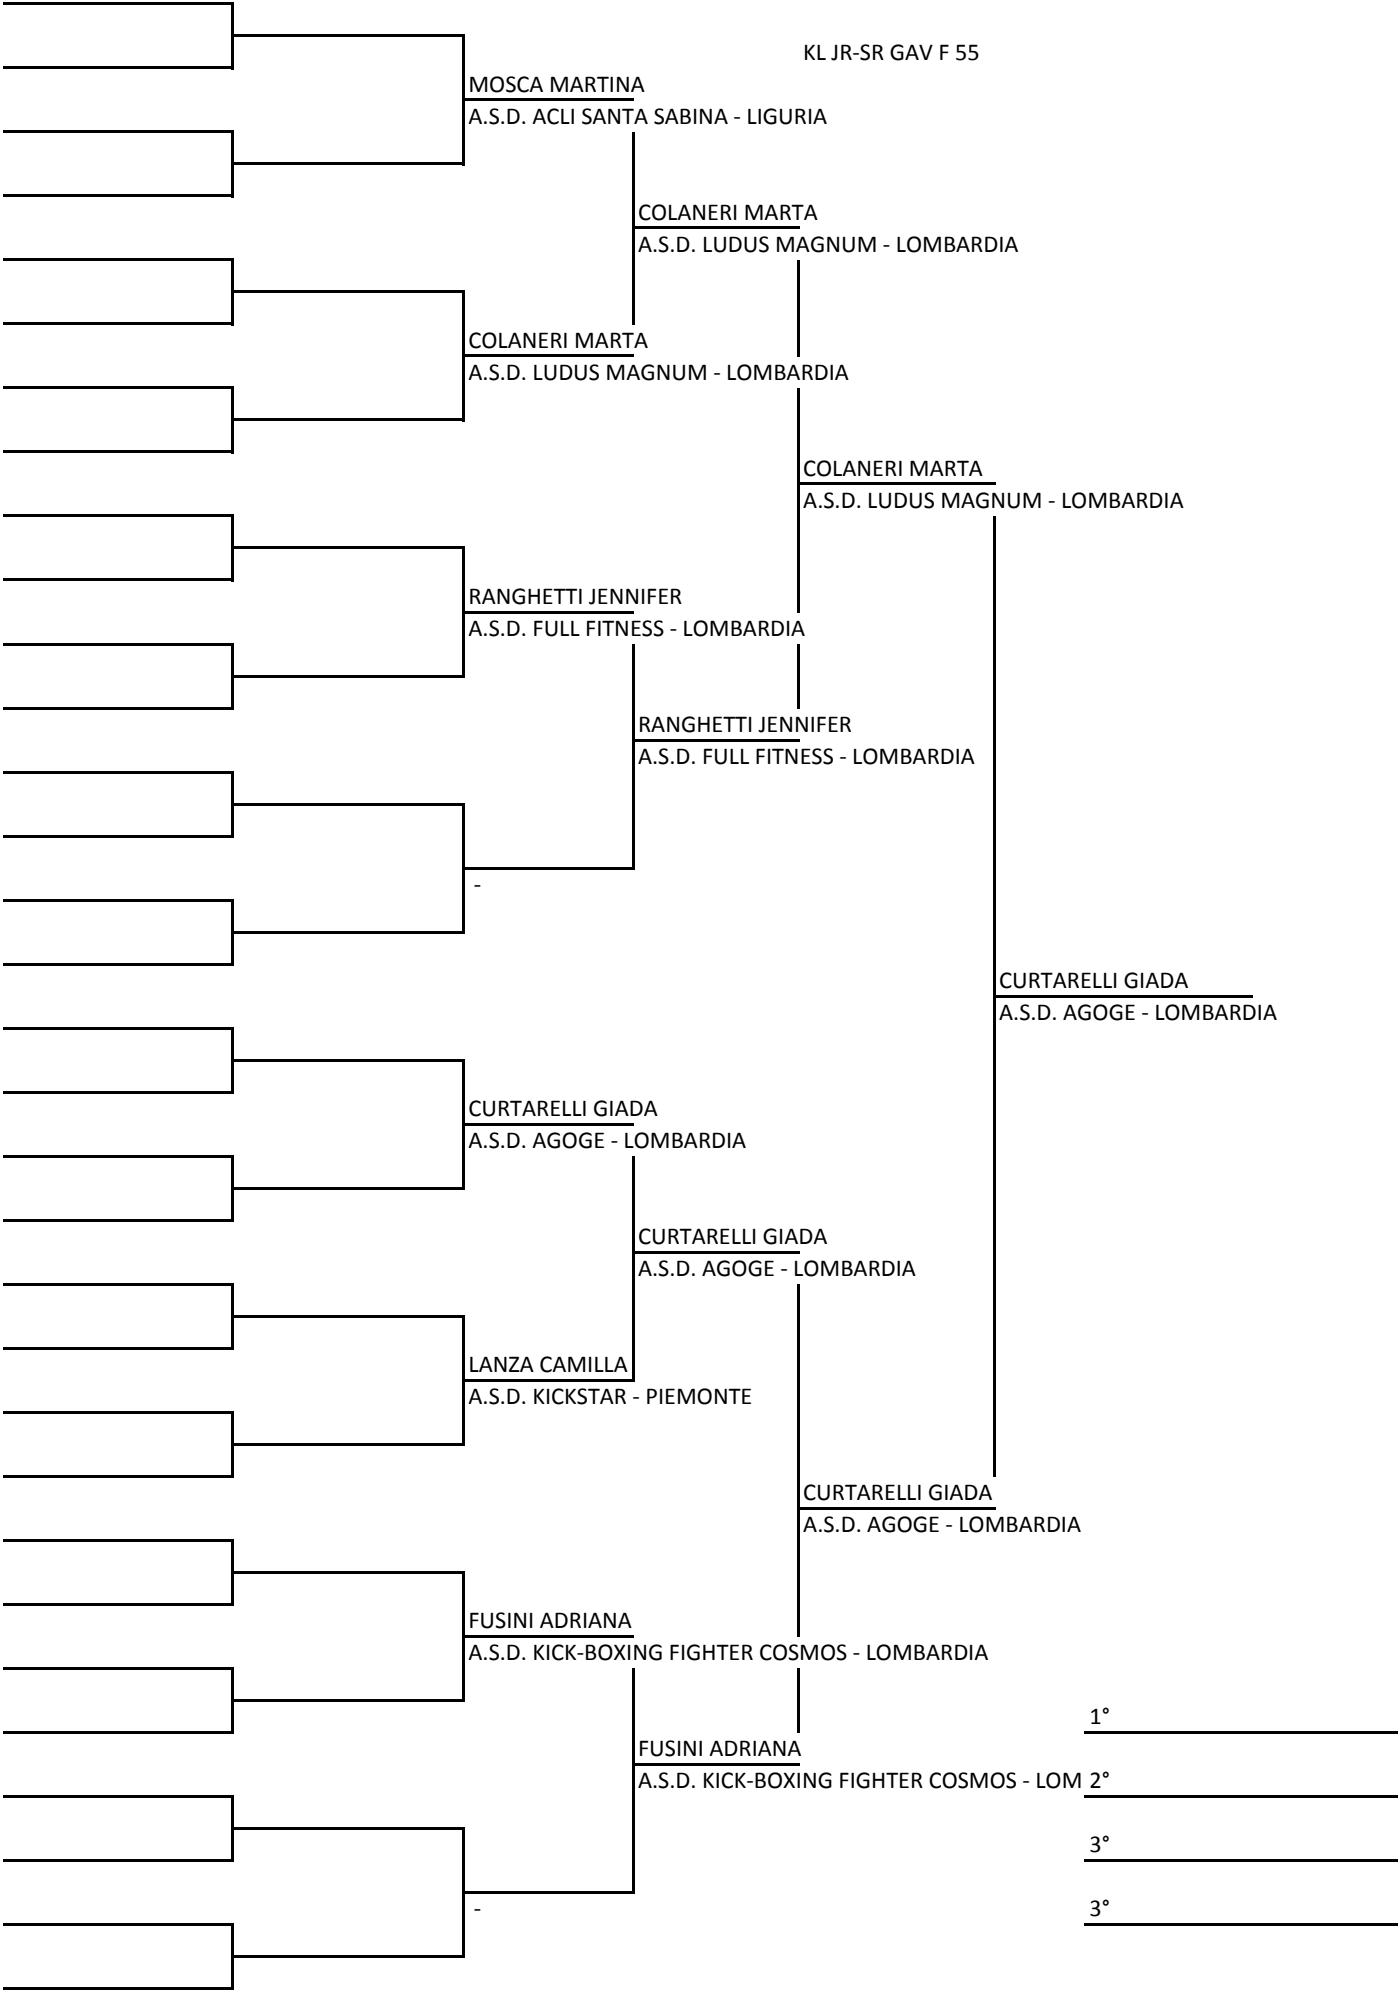 KL JR-SR GAV F 55
MOSCA MARTINA
A.S.D. ACLI SANTA SABINA - LIGURIA
COLANERI MARTA
A.S.D. LUDUS MAGNUM - LOMBARDIA
COLANERI MARTA
A.S.D. LUDUS MAGNUM - LOMBARDIA
COLANERI MARTA
A.S.D. LUDUS MAGNUM - LOMBARDIA
RANGHETTI JENNIFER
A.S.D. FULL FITNESS - LOMBARDIA
RANGHETTI JENNIFER
A.S.D. FULL FITNESS - LOMBARDIA
-
CURTARELLI GIADA
A.S.D. AGOGE - LOMBARDIA
CURTARELLI GIADA
A.S.D. AGOGE - LOMBARDIA
CURTARELLI GIADA
A.S.D. AGOGE - LOMBARDIA
LANZA CAMILLA
A.S.D. KICKSTAR - PIEMONTE
CURTARELLI GIADA
A.S.D. AGOGE - LOMBARDIA
FUSINI ADRIANA
A.S.D. KICK-BOXING FIGHTER COSMOS - LOMBARDIA
1°
FUSINI ADRIANA
A.S.D. KICK-BOXING FIGHTER COSMOS - LOM 2°
3°
3°
-